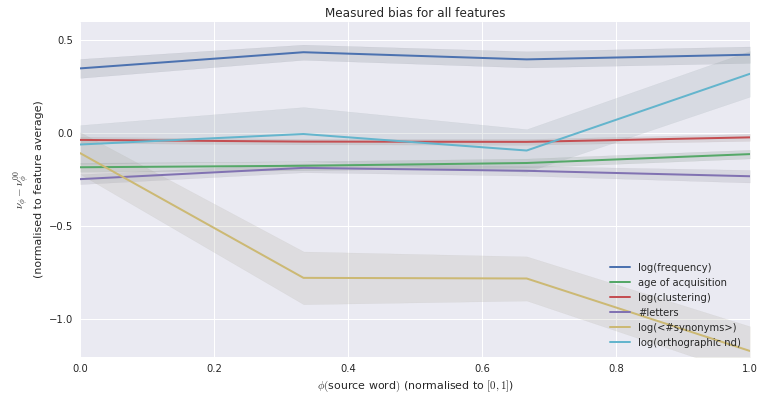 Measured bias for all features
0.5
0.0
−0.5
−1.0
ν_ϕ − ν_ϕ^00
(normalised to feature average)
0.0 0.2 0.4 0.6 0.8 1.0
ϕ(source word) (normalised to [0, 1])
log(frequency)
age of acquisition
log(clustering)
#letters
log(<#synonyms>)
log(orthographic nd)